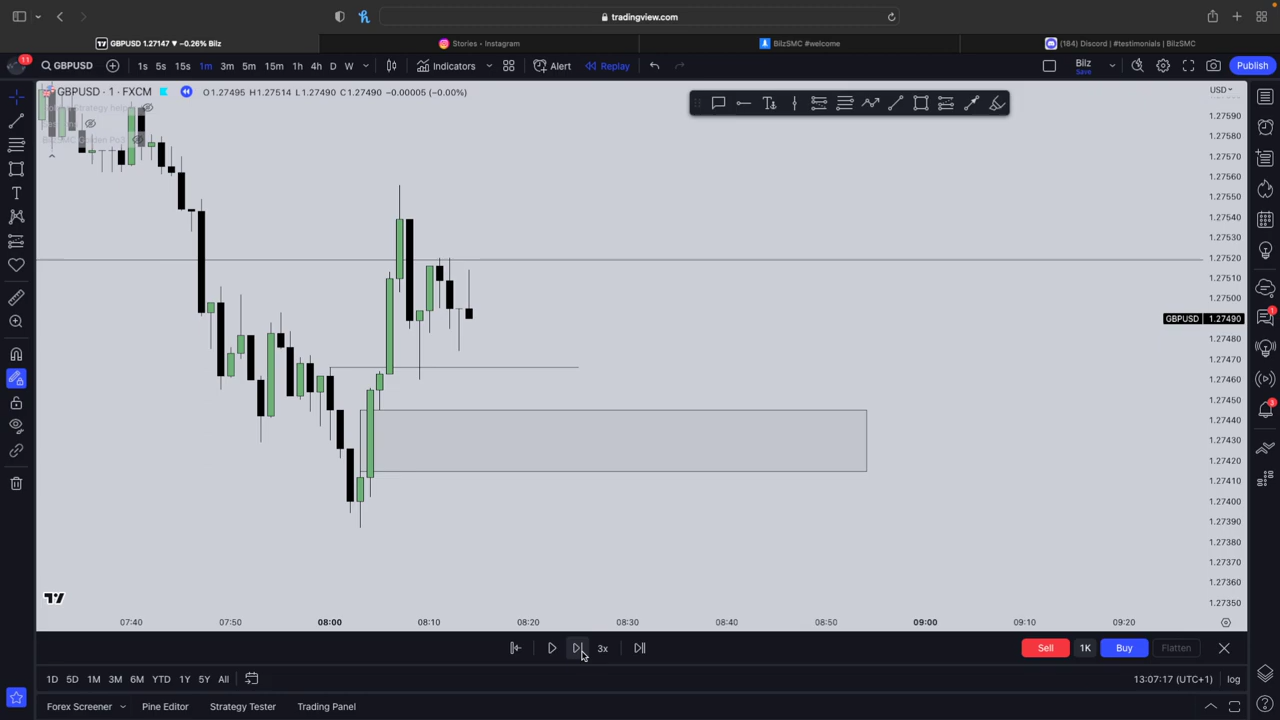 tradingview.com
GBPUSD 1.27147 ▼ −0.26% Bilz
Stories - Instagram
BilzSMC #welcome
(184) Discord | #testimonials | BilzSMC
11
GBPUSD
1s 5s 15s 1m 3m 5m 15m 1h 4h D W
Indicators
Alert
Replay
Bilz
Save
Publish
GBPUSD · 1 · FXCM
O1.27495 H1.27514 L1.27490 C1.27490 −0.00005 (−0.00%)
USD
1.27590
1.27580
1.27570
1.27560
1.27550
1.27540
1.27530
1.27520
1.27510
1.27500
GBPUSD 1.27490
1.27480
1.27470
1.27460
1.27450
1.27440
1.27430
1.27420
1.27410
1.27400
1.27390
1.27380
1.27370
1.27360
1.27350
1
3
07:40 07:50 08:00 08:10 08:20 08:30 08:40 08:50 09:00 09:10 09:20
3x
Sell 1K Buy Flatten
1D 5D 1M 3M 6M YTD 1Y 5Y All
13:07:17 (UTC+1) log
Forex Screener Pine Editor Strategy Tester Trading Panel